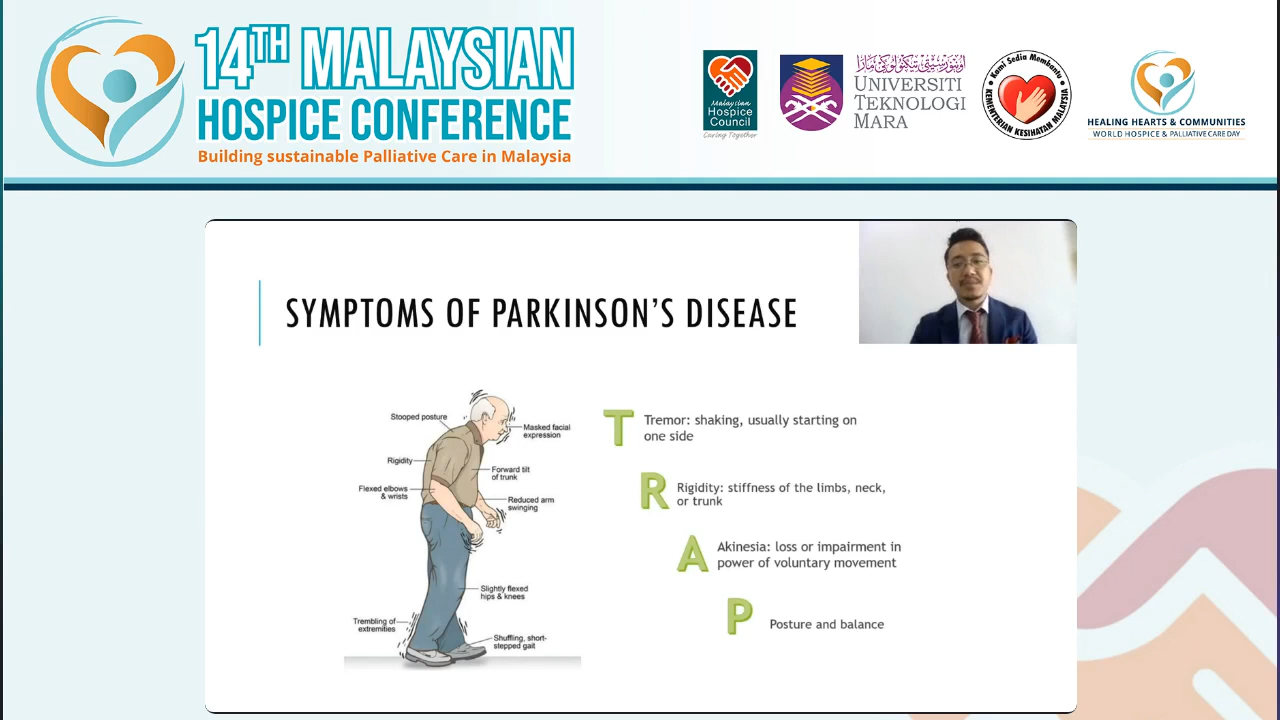 14TH MALAYSIAN
HOSPICE CONFERENCE
Building sustainable Palliative Care in Malaysia
Malaysian
Hospice
Council
Caring Together
UNIVERSITI
TEKNOLOGI
MARA
Kami Sedia Membantu
KEMENTERIAN KESIHATAN MALAYSIA
HEALING HEARTS & COMMUNITIES
WORLD HOSPICE & PALLIATIVE CARE DAY
SYMPTOMS OF PARKINSON'S DISEASE
Stooped posture
Masked facial
expression
Rigidity
Forward tilt
of trunk
Flexed elbows
& wrists
Reduced arm
swinging
Slightly flexed
hips & knees
Trembling of
extremities
Shuffling, short-
stepped gait
T
Tremor: shaking, usually starting on
one side
R
Rigidity: stiffness of the limbs, neck,
or trunk
A
Akinesia: loss or impairment in
power of voluntary movement
P
Posture and balance